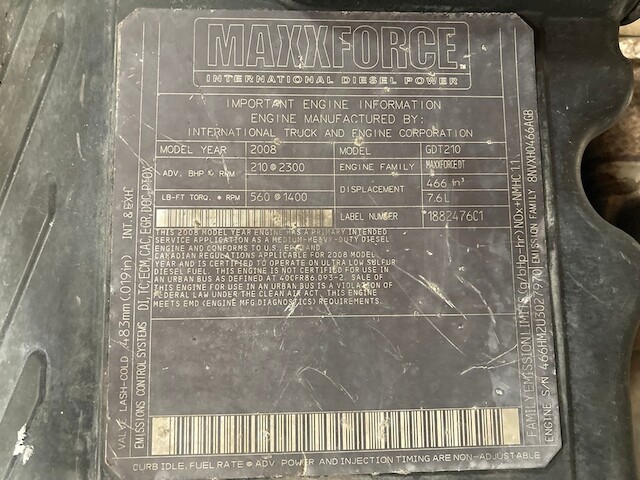 MAXXFORCE
INTERNATIONAL DIESEL POWER
IMPORTANT ENGINE INFORMATION
ENGINE MANUFACTURED BY:
INTERNATIONAL TRUCK AND ENGINE CORPORATION
MODEL YEAR 2008 MODEL GDT210
ADV. BHP @ RPM 210 @ 2300 ENGINE FAMILY MAXXFORCE DT
LB-FT TORQ. @ RPM 560 @ 1400 DISPLACEMENT 466 in³ 7.6L
LABEL NUMBER *1882476C1
THIS 2008 MODEL YEAR ENGINE HAS A PRIMARY INTENDED
SERVICE APPLICATION AS A MEDIUM-HEAVY-DUTY DIESEL
ENGINE AND CONFORMS TO U.S. EPA AND
CANADIAN REGULATIONS APPLICABLE FOR 2008 MODEL
YEAR AND IS CERTIFIED TO OPERATE ON ULTRA LOW SULFUR
DIESEL FUEL. THIS ENGINE IS NOT CERTIFIED FOR USE IN
AN URBAN BUS AS DEFINED AT 40CFR86.093-2. SALE OF
THIS ENGINE FOR USE IN AN URBAN BUS IS A VIOLATION OF
FEDERAL LAW UNDER THE CLEAN AIR ACT. THIS ENGINE
MEETS EMD (ENGINE MFG.DIAGNOSTICS) REQUIREMENTS.
CURB IDLE, FUEL RATE @ ADV. POWER AND INJECTION TIMING ARE NON-ADJUSTABLE
VALVE LASH-COLD .483mm(.019in) INT. & EXH.
EMISSIONS CONTROL SYSTEMS DI, TC, ECM, CAC, EGR, DOC, PTOX
FAMILY EMISSION LIMITS (g/bHp-Hr) NOx+NMHC 1.1
ENGINE S/N 466HM2U3027970 EMISSION FAMILY 8NVXH0466AGB